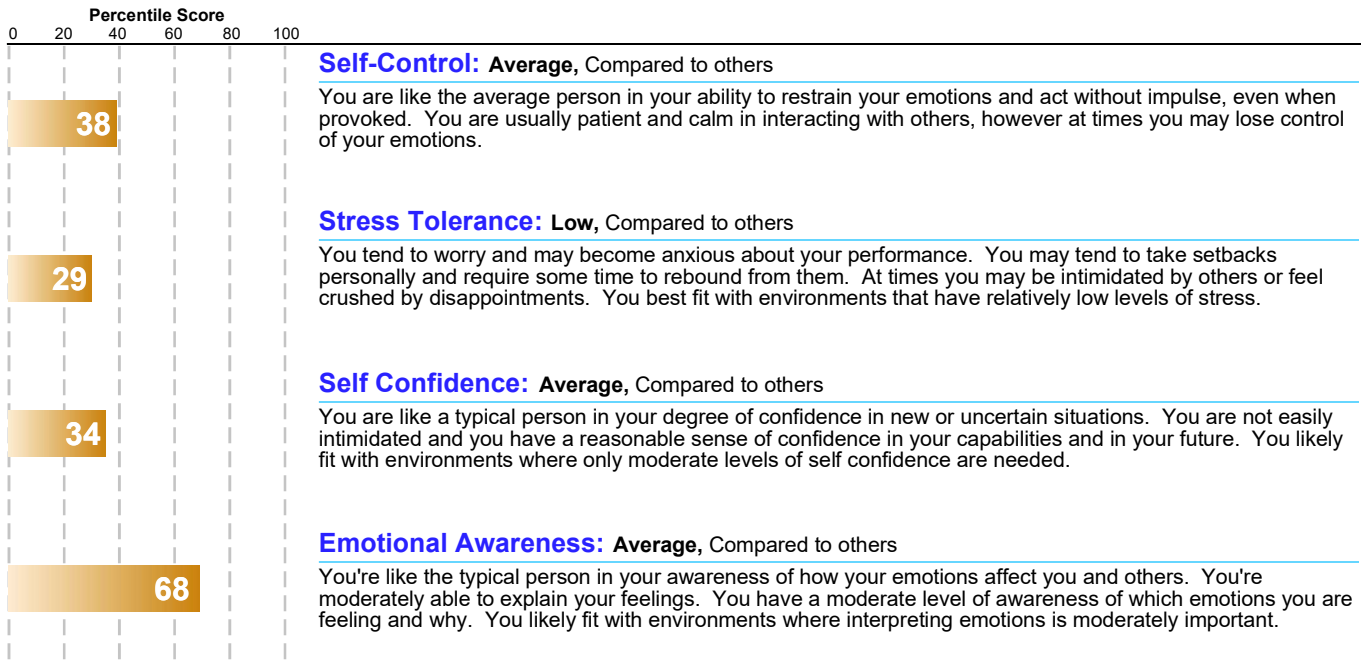 Percentile Score
0 20 40 60 80 100
Self-Control: Average, Compared to others
You are like the average person in your ability to restrain your emotions and act without impulse, even when
provoked.  You are usually patient and calm in interacting with others, however at times you may lose control
of your emotions.
38
Stress Tolerance: Low, Compared to others
You tend to worry and may become anxious about your performance.  You may tend to take setbacks
personally and require some time to rebound from them.  At times you may be intimidated by others or feel
crushed by disappointments.  You best fit with environments that have relatively low levels of stress.
29
Self Confidence: Average, Compared to others
You are like a typical person in your degree of confidence in new or uncertain situations.  You are not easily
intimidated and you have a reasonable sense of confidence in your capabilities and in your future.  You likely
fit with environments where only moderate levels of self confidence are needed.
34
Emotional Awareness: Average, Compared to others
You're like the typical person in your awareness of how your emotions affect you and others.  You're
moderately able to explain your feelings.  You have a moderate level of awareness of which emotions you are
feeling and why.  You likely fit with environments where interpreting emotions is moderately important.
68